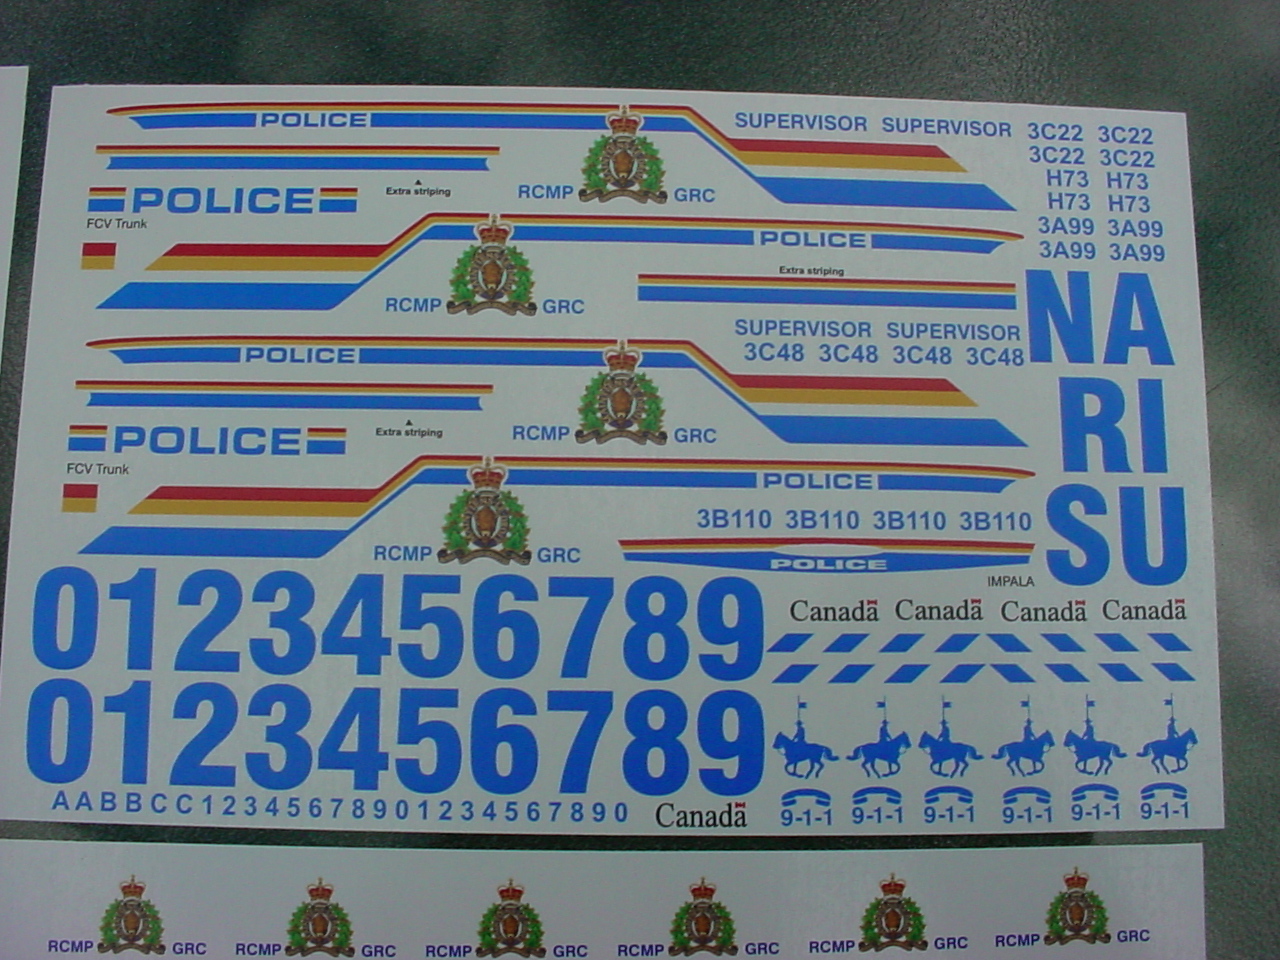 POLICE
SUPERVISOR SUPERVISOR 3C22 3C22
3C22 3C22
Extra striping
RCMP GRC
H73 H73
POLICE
H73 H73
FCV Trunk
3A99 3A99
POLICE
3A99 3A99
Extra striping
RCMP GRC
NA
SUPERVISOR SUPERVISOR
POLICE
3C48 3C48 3C48 3C48
RI
Extra striping
RCMP GRC
POLICE
FCV Trunk
POLICE
SU
3B110 3B110 3B110 3B110
RCMP GRC
POLICE
IMPALA
0123456789
Canada Canada Canada Canada
0123456789
AABBCC12345678901234567890
Canada
9-1-1 9-1-1 9-1-1 9-1-1 9-1-1 9-1-1
RCMP GRC RCMP GRC RCMP GRC RCMP GRC RCMP GRC RCMP GRC